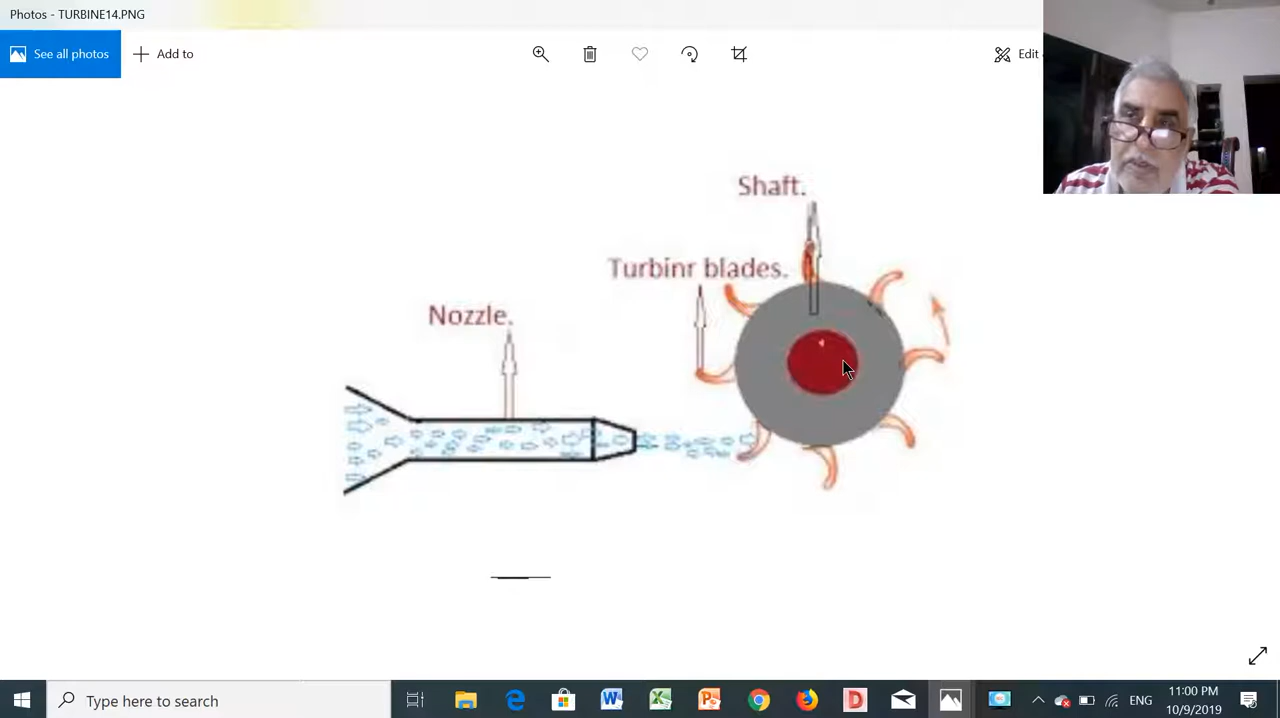 Photos - TURBINE14.PNG
See all photos
Add to
Edit
Shaft.
Turbinr blades.
Nozzle.
Type here to search
ENG
11:00 PM
10/9/2019